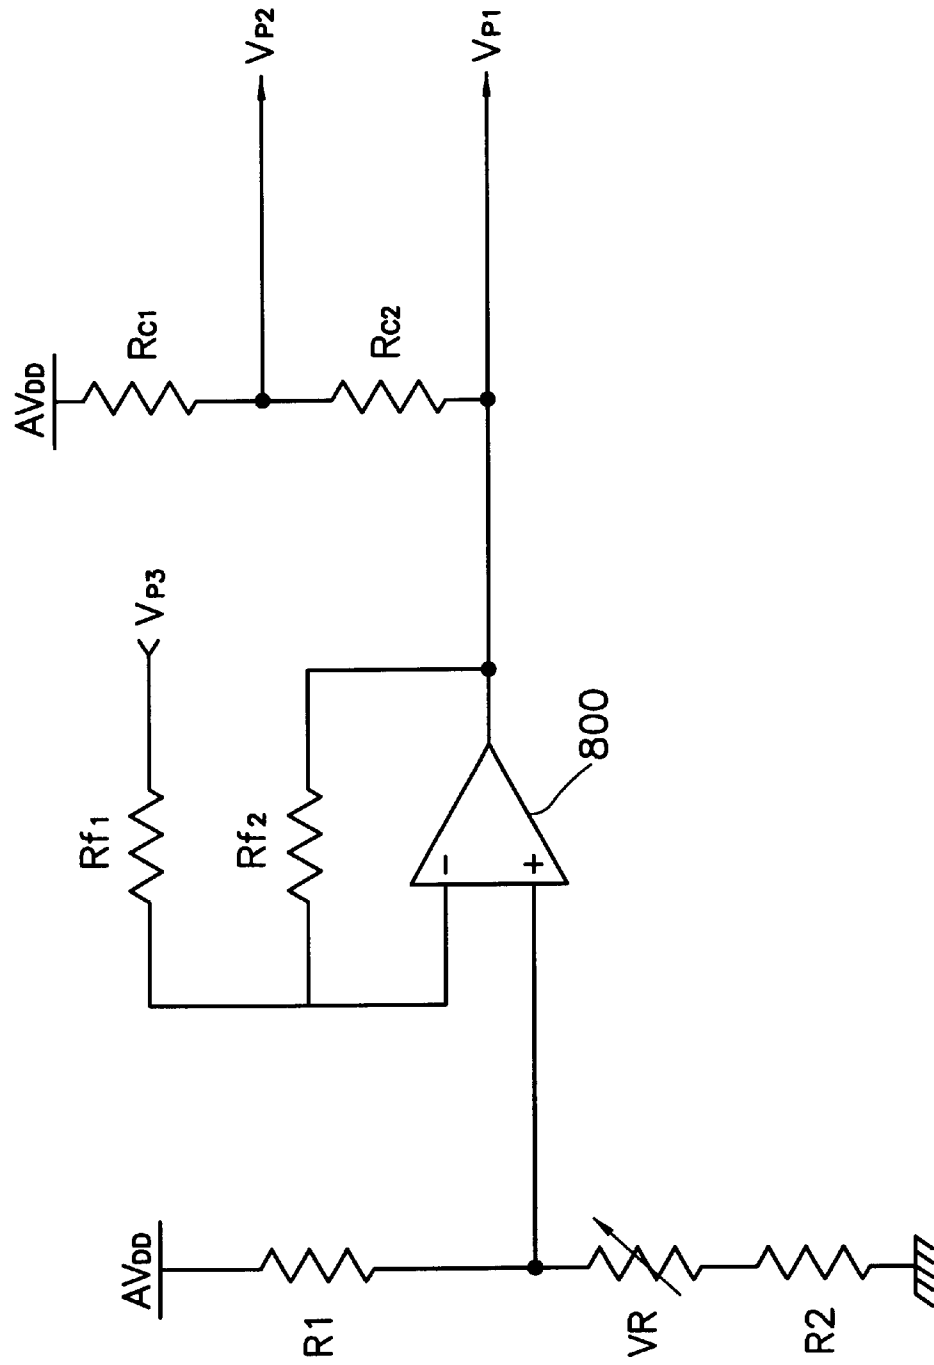 AVDD
R1
VR
R2
Rf1
VP3
Rf2
800
AVDD
RC1
RC2
VP2
VP1
-
+